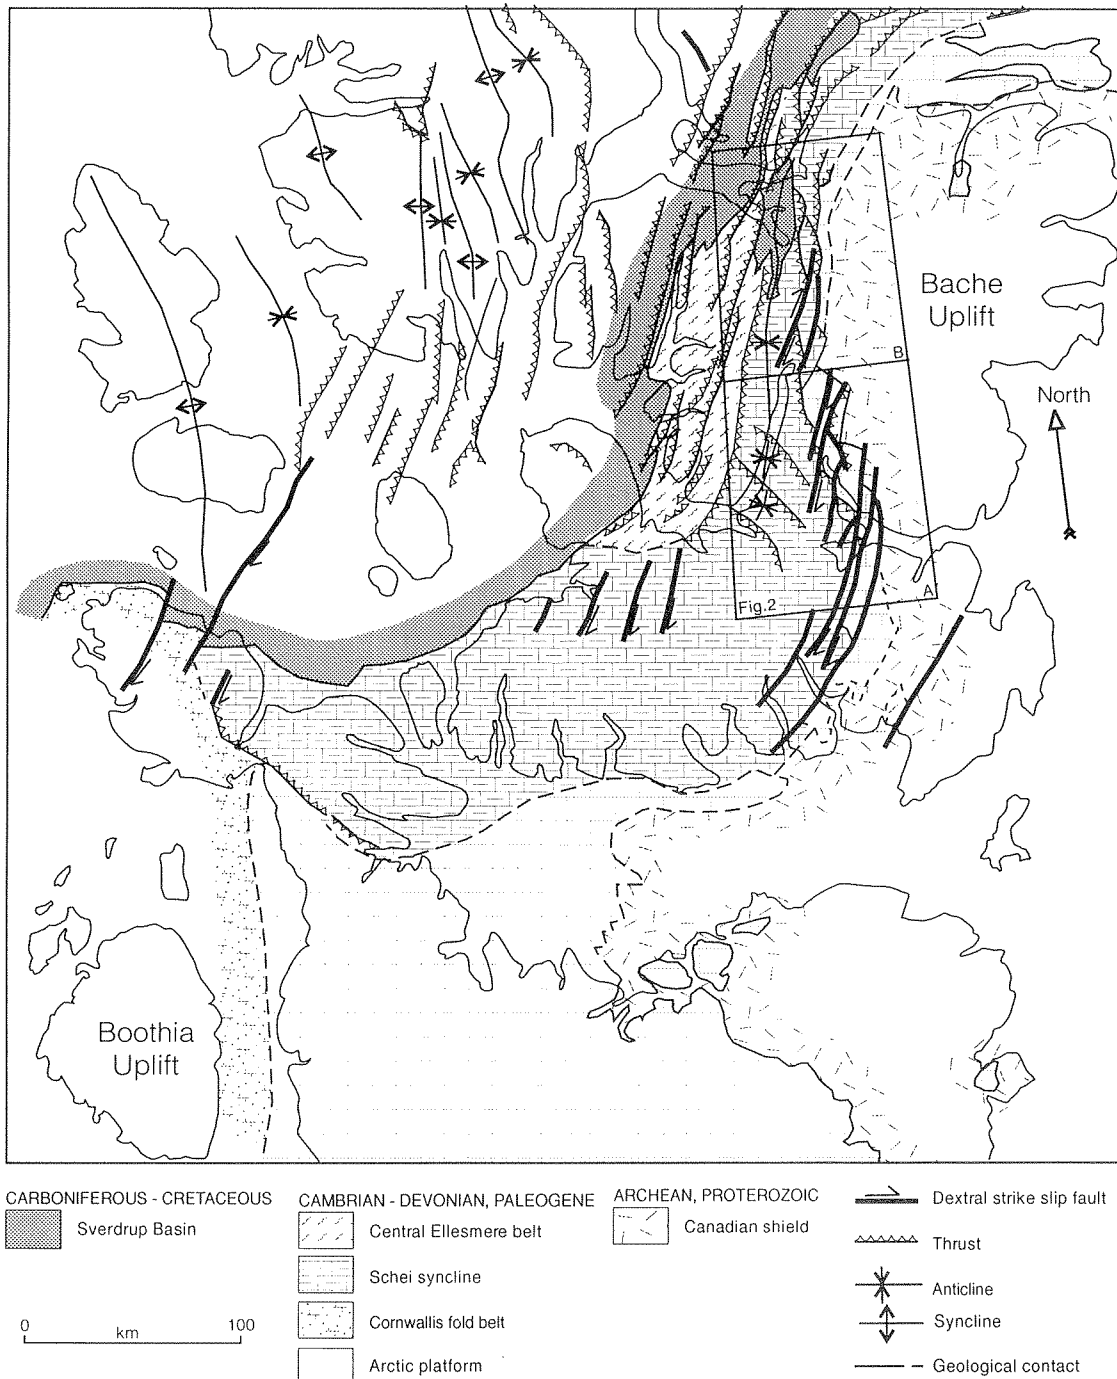 Bache
Uplift
B
North
Fig.2
A
Boothia
Uplift
CARBONIFEROUS - CRETACEOUS
Sverdrup Basin
0 km 100
CAMBRIAN - DEVONIAN, PALEOGENE
Central Ellesmere belt
Schei syncline
Cornwallis fold belt
Arctic platform
ARCHEAN, PROTEROZOIC
Canadian shield
Dextral strike slip fault
Thrust
Anticline
Syncline
Geological contact